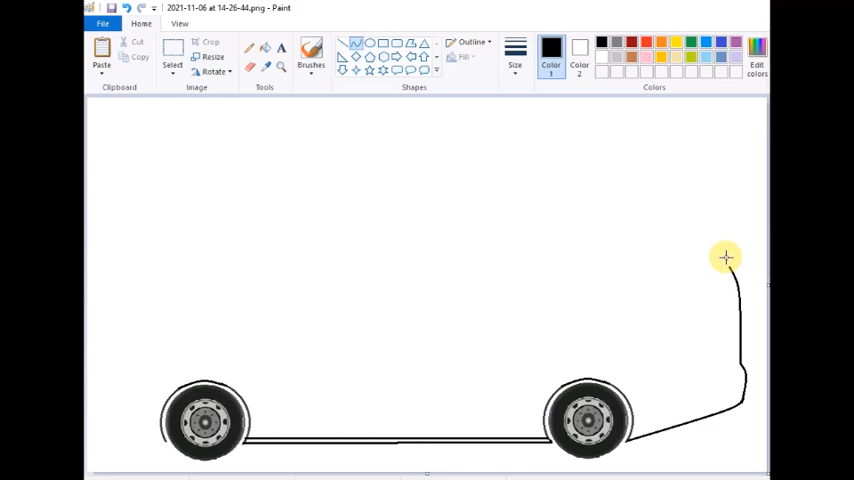 2021-11-06 at 14-26-44.png - Paint
File Home View
Paste Cut Copy Clipboard
Select Crop Resize Rotate Image
Tools
Brushes
Shapes Outline Fill
Size
Color 1 Color 2 Colors
Edit colors